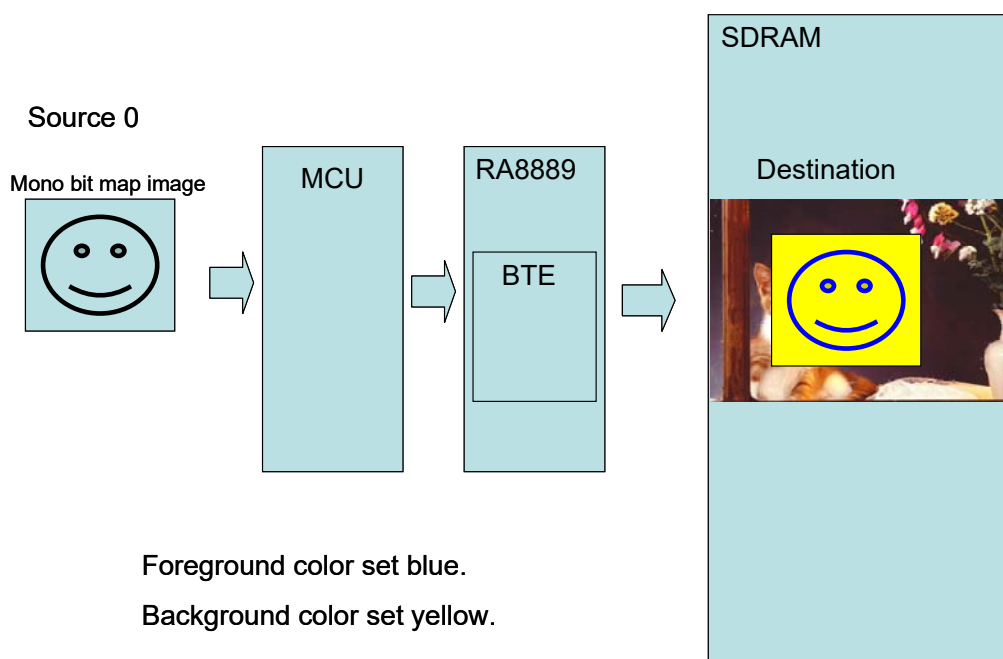 SDRAM
Source 0
Mono bit map image
MCU
RA8889
Destination
BTE
Foreground color set blue.
Background color set yellow.